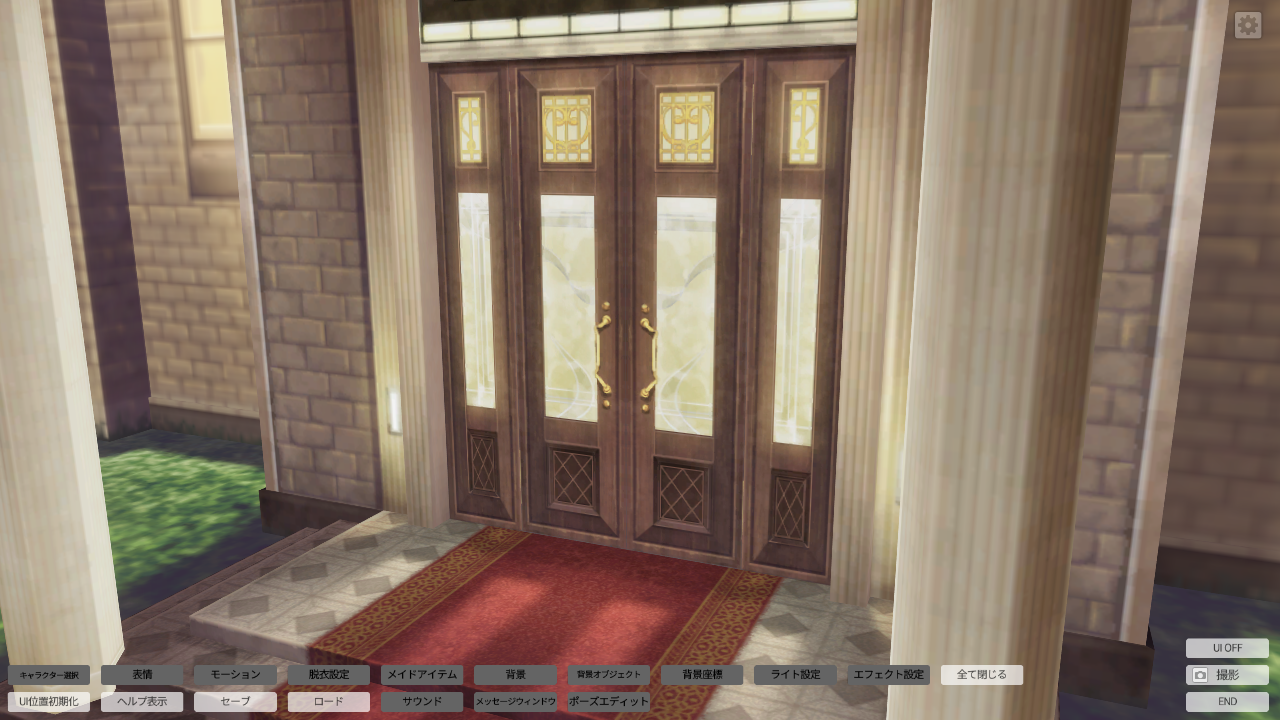 UI OFF
キャラクター選択 表情 モーション 脱衣設定 メイドアイテム 背景 背景オブジェクト 背景座標 ライト設定 エフェクト設定 全て閉じる 撮影
UI位置初期化 ヘルプ表示 セーブ ロード サウンド メッセージウィンドウ ポーズエディット END